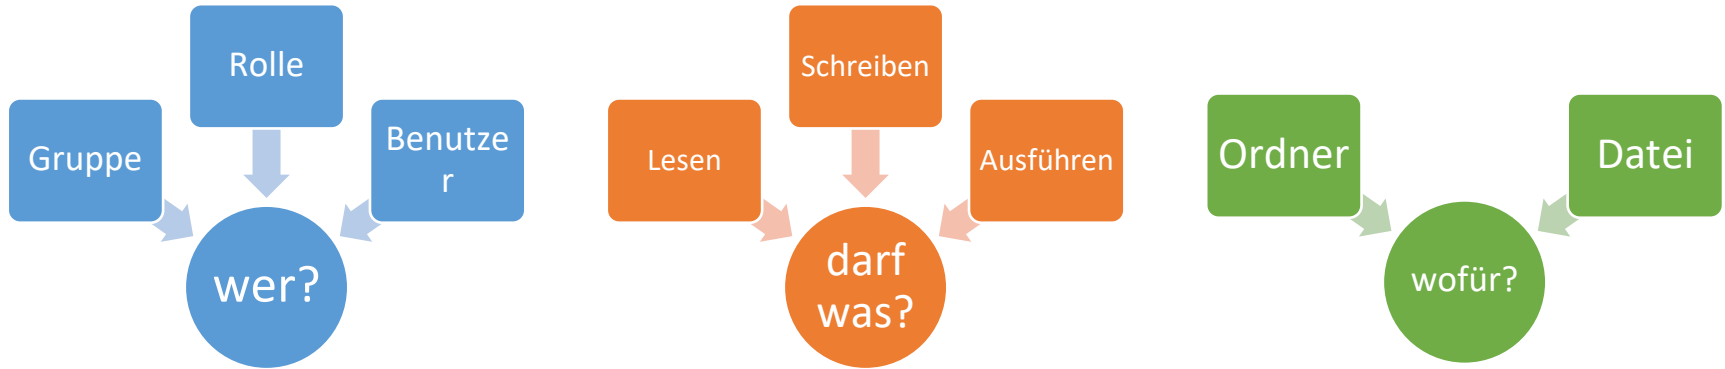 Rolle
Gruppe
Benutze
r
wer?
Schreiben
Lesen
Ausführen
darf
was?
Ordner
Datei
wofür?